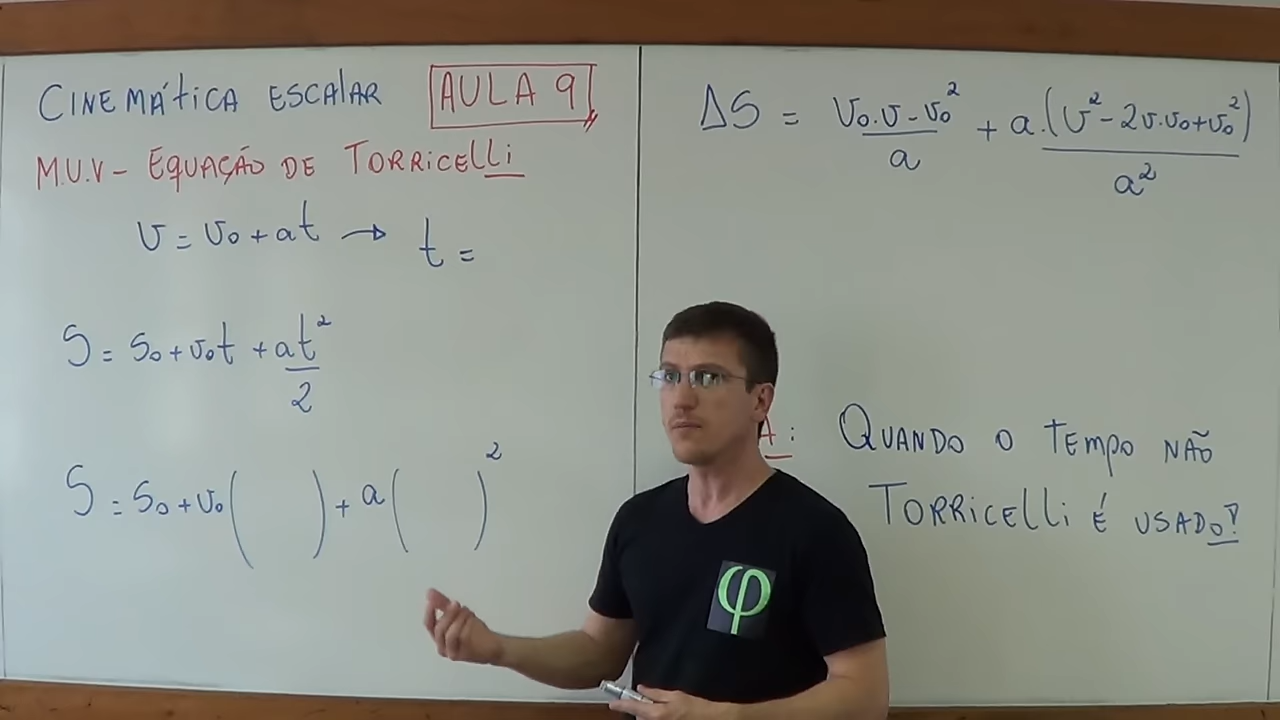 CINEMÁTICA ESCALAR AULA 9
M.U.V - EQUAÇÃO DE TORRICELLI
v = v₀ + at → t =
S = S₀ + v₀t + at²/2
S = S₀ + v₀( ) + a( )²
ΔS = v₀.v - v₀²/a + a.(v² - 2v.v₀ + v₀²)/a²
A: QUANDO O TEMPO NÃO
TORRICELLI É USADO!
φ